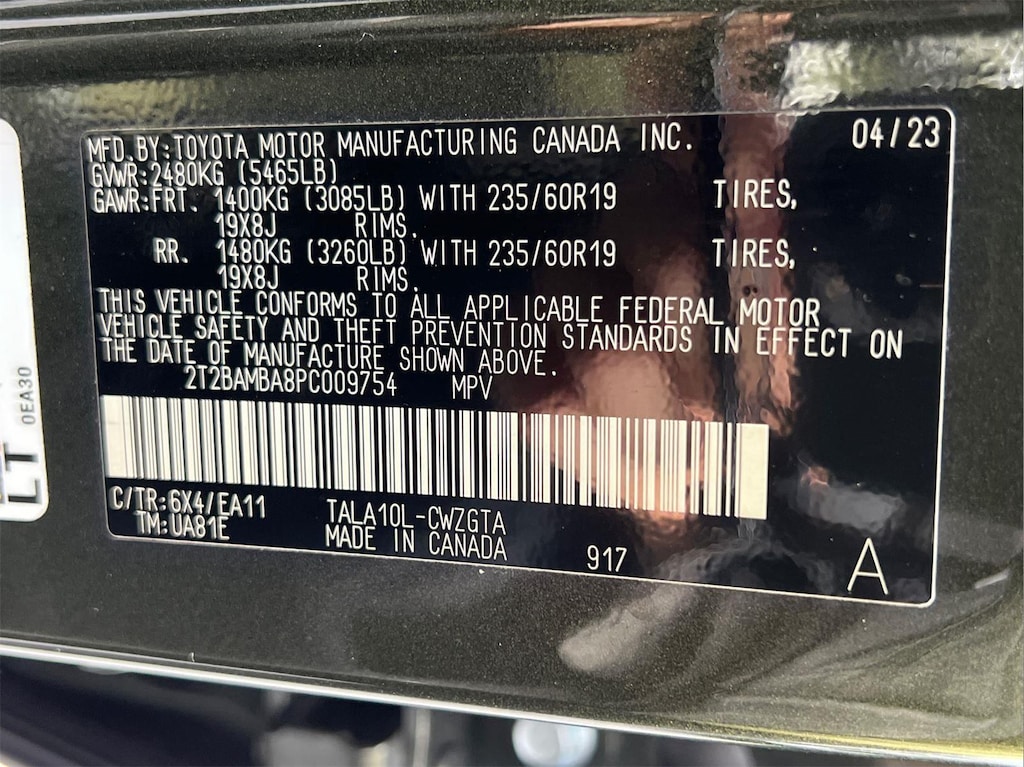 MFD.BY:TOYOTA MOTOR MANUFACTURING CANADA INC. 04/23
GVWR:2480KG (5465LB)
GAWR:FRT. 1400KG (3085LB) WITH 235/60R19 TIRES,
19X8J RIMS.
RR. 1480KG (3260LB) WITH 235/60R19 TIRES,
19X8J RIMS.
THIS VEHICLE CONFORMS TO ALL APPLICABLE FEDERAL MOTOR
VEHICLE SAFETY AND THEFT PREVENTION STANDARDS IN EFFECT ON
THE DATE OF MANUFACTURE SHOWN ABOVE.
2T2BAMBA8PC009754 MPV
C/TR:6X4/EA11 TALA10L-CWZGTA
TM:UA81E MADE IN CANADA 917 A
LT
0EA30